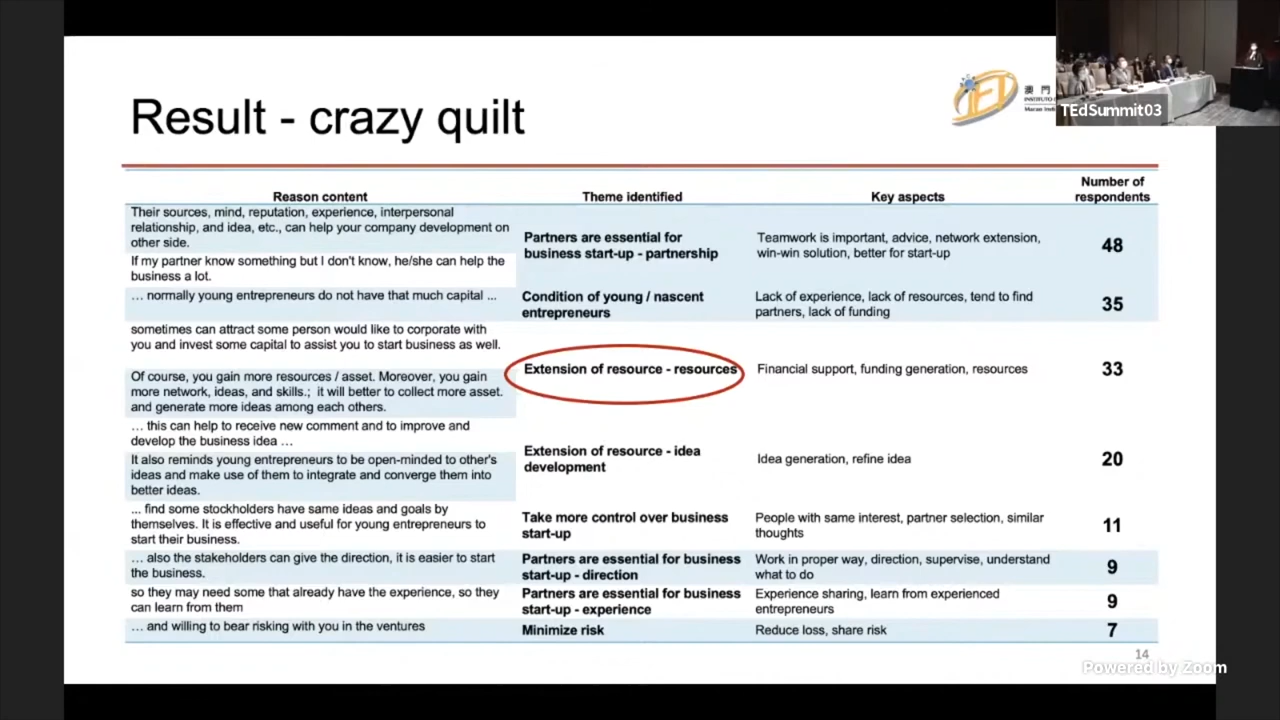 Result - crazy quilt
澳 門
INSTITUTO
Macao Insti
TEdSummit03
Reason content
Theme identified
Key aspects
Number of
respondents
Their sources, mind, reputation, experience, interpersonal
relationship, and idea, etc., can help your company development on
other side.
If my partner know something but I don't know, he/she can help the
business a lot.
Partners are essential for
business start-up - partnership
Teamwork is important, advice, network extension,
win-win solution, better for start-up
48
… normally young entrepreneurs do not have that much capital ...
Condition of young / nascent
entrepreneurs
Lack of experience, lack of resources, tend to find
partners, lack of funding
35
sometimes can attract some person would like to corporate with
you and invest some capital to assist you to start business as well.
Of course, you gain more resources / asset. Moreover, you gain
more network, ideas, and skills.; it will better to collect more asset.
and generate more ideas among each others.
Extension of resource - resources
Financial support, funding generation, resources
33
… this can help to receive new comment and to improve and
develop the business idea …
It also reminds young entrepreneurs to be open-minded to other's
ideas and make use of them to integrate and converge them into
better ideas.
Extension of resource - idea
development
Idea generation, refine idea
20
... find some stockholders have same ideas and goals by
themselves. It is effective and useful for young entrepreneurs to
start their business.
Take more control over business
start-up
People with same interest, partner selection, similar
thoughts
11
… also the stakeholders can give the direction, it is easier to start
the business.
Partners are essential for business
start-up - direction
Work in proper way, direction, supervise, understand
what to do
9
so they may need some that already have the experience, so they
can learn from them
Partners are essential for business
start-up - experience
Experience sharing, learn from experienced
entrepreneurs
9
… and willing to bear risking with you in the ventures
Minimize risk
Reduce loss, share risk
7
14
Powered by Zoom